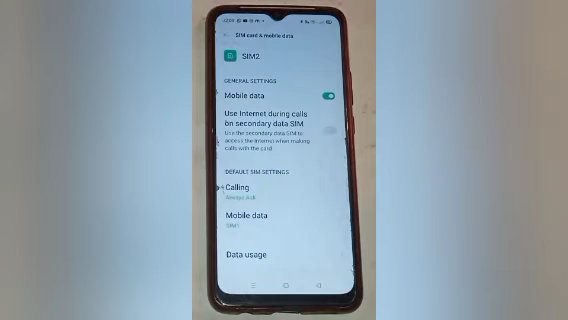 SIM card & mobile data
SIM2
GENERAL SETTINGS
Mobile data
Use Internet during calls
on secondary data SIM
Use the secondary data SIM to
access the Internet when making
calls with the card.
DEFAULT SIM SETTINGS
Calling
Always ask
Mobile data
SIM1
Data usage